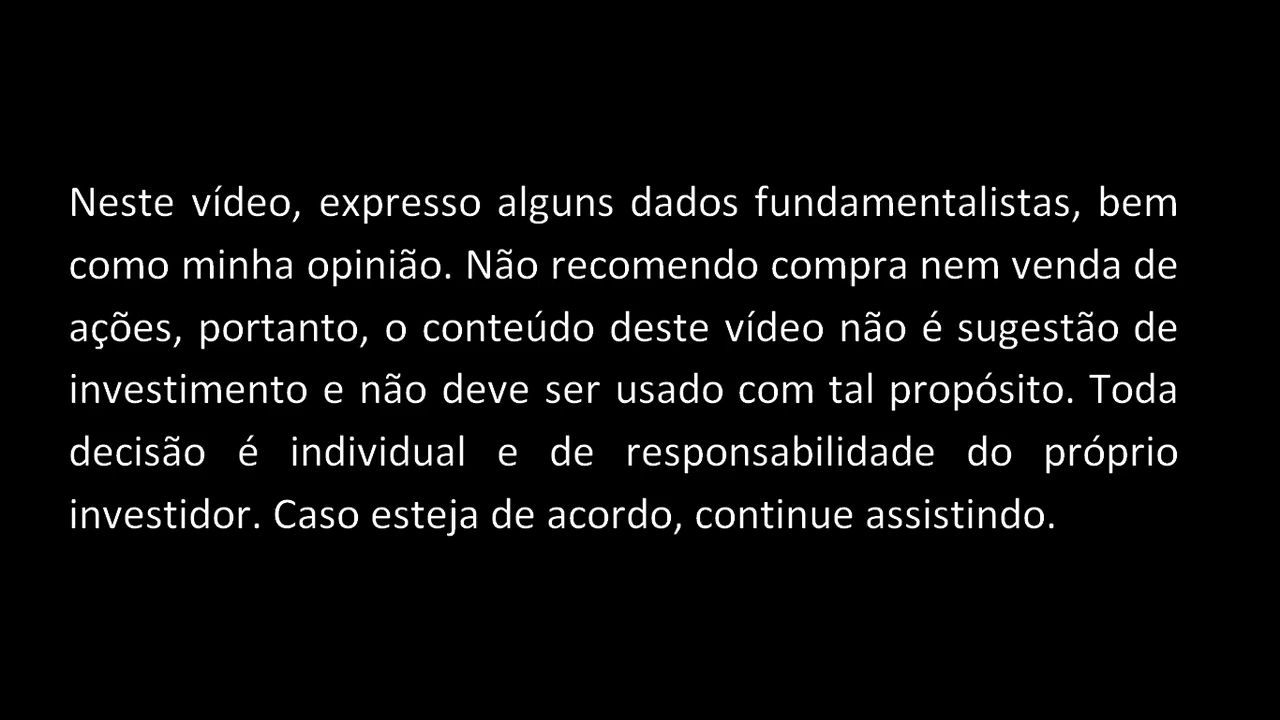 Neste vídeo, expresso alguns dados fundamentalistas, bem
como minha opinião. Não recomendo compra nem venda de
ações, portanto, o conteúdo deste vídeo não é sugestão de
investimento e não deve ser usado com tal propósito. Toda
decisão é individual e de responsabilidade do próprio
investidor. Caso esteja de acordo, continue assistindo.